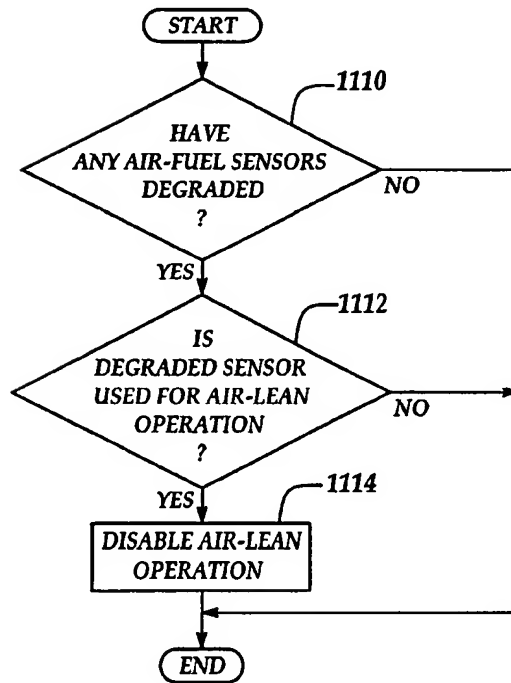 START
1110
HAVE
ANY AIR-FUEL SENSORS
DEGRADED
?
NO
YES
1112
IS
DEGRADED SENSOR
USED FOR AIR-LEAN
OPERATION
?
NO
YES
1114
DISABLE AIR-LEAN
OPERATION
END